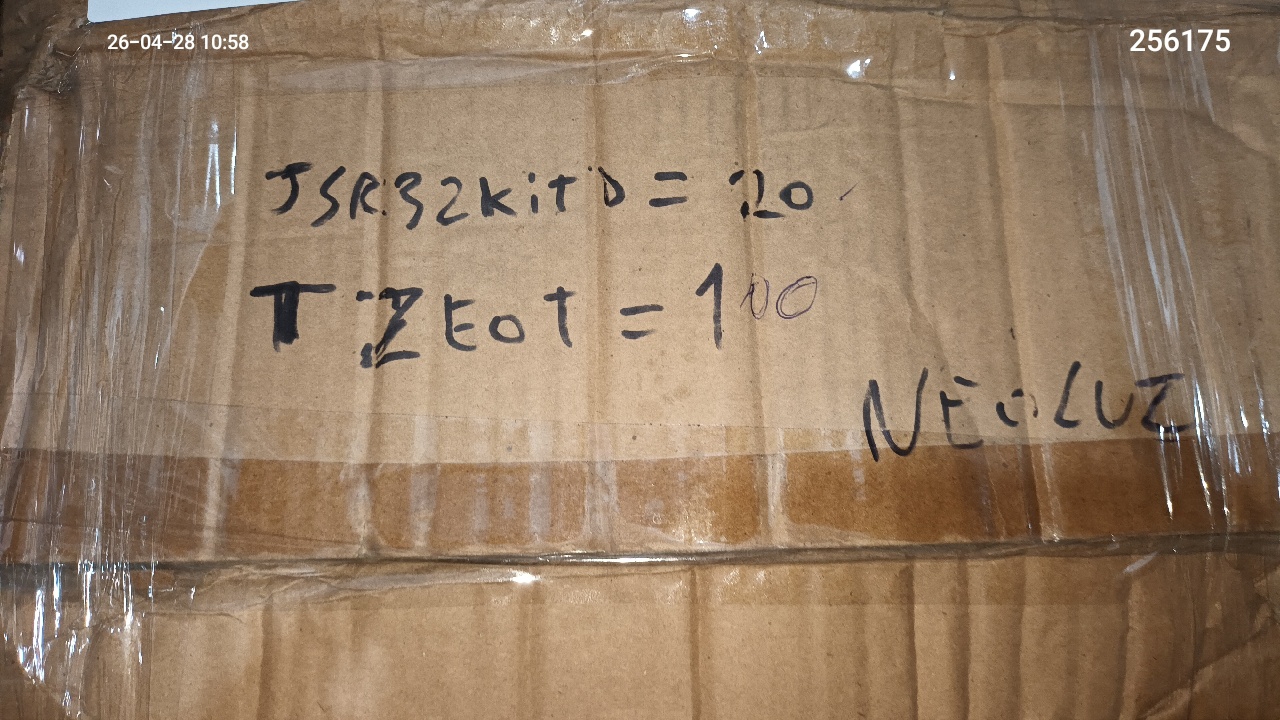 26-04-28 10:58
256175
JSR32kitD = 20
TZEOT = 100
NEOLUZ